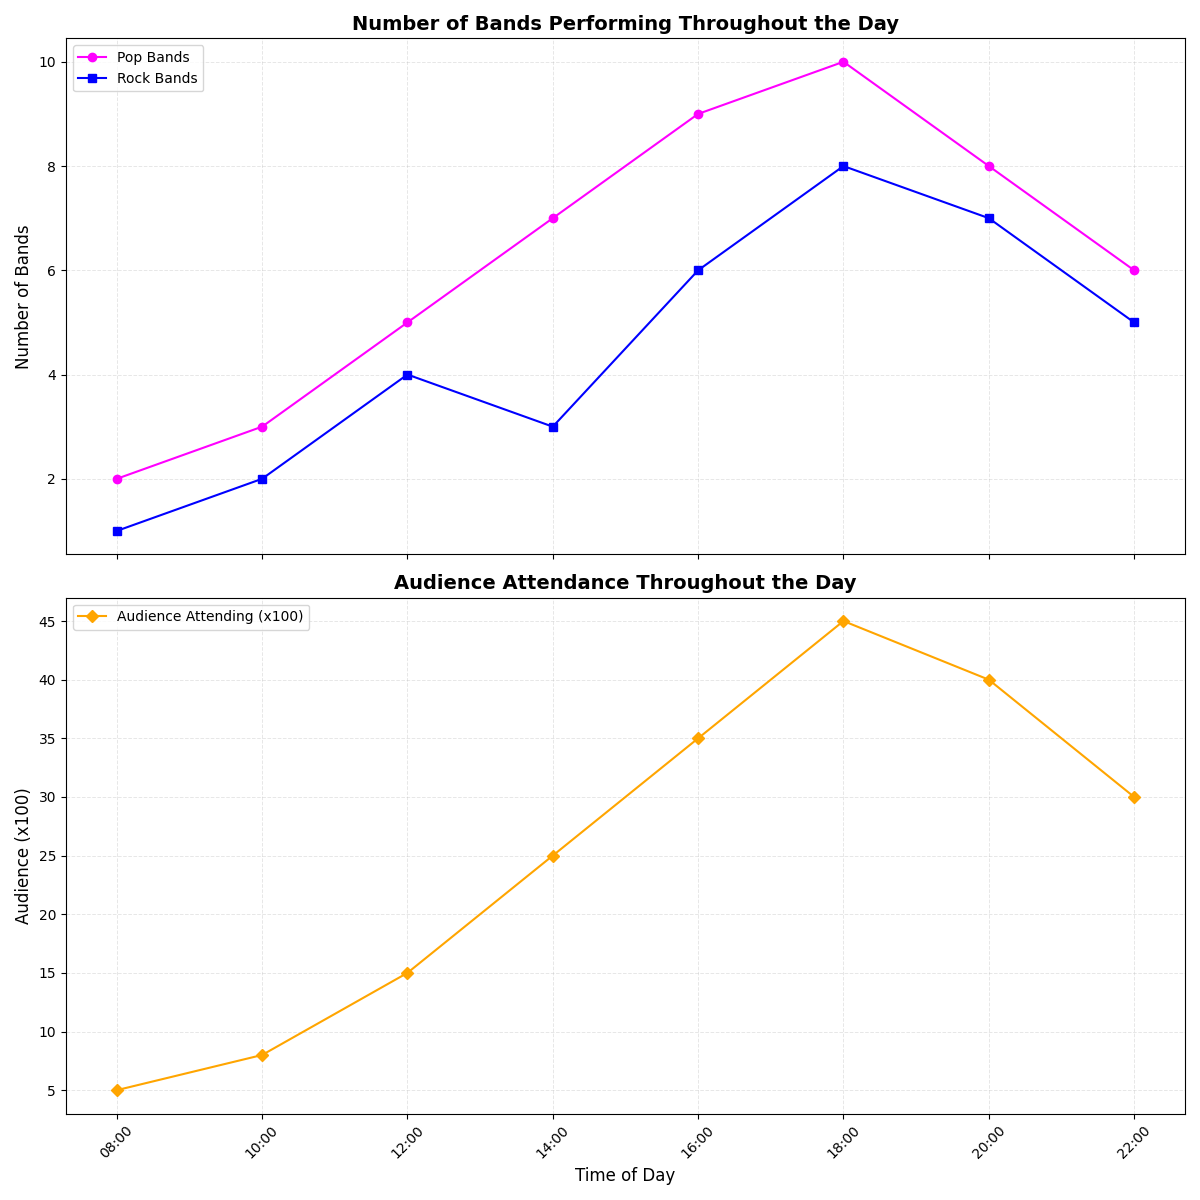 Number of Bands Performing Throughout the Day
Pop Bands
Rock Bands
Number of Bands
10
8
6
4
2
Audience Attendance Throughout the Day
Audience Attending (x100)
Audience (x100)
45
40
35
30
25
20
15
10
5
08:00
10:00
12:00
14:00
16:00
18:00
20:00
22:00
Time of Day